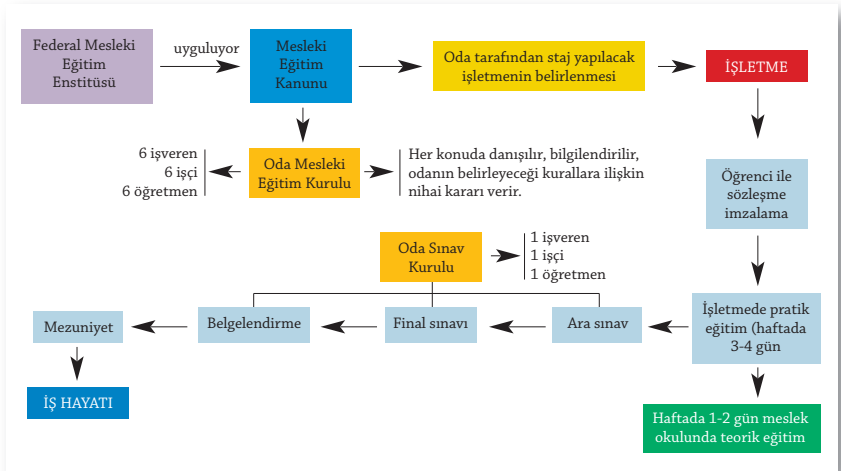 Federal Mesleki
Eğitim
Enstitüsü
uyguluyor
Mesleki
Eğitim
Kanunu
Oda tarafından staj yapılacak
işletmenin belirlenmesi
İŞLETME
6 işveren
6 işçi
6 öğretmen
Oda Mesleki
Eğitim Kurulu
Her konuda danışılır, bilgilendirilir,
odanın belirleyeceği kurallara ilişkin
nihai kararı verir.
Öğrenci ile
sözleşme
imzalama
Oda Sınav
Kurulu
1 işveren
1 işçi
1 öğretmen
İşletmede pratik
eğitim (haftada
3-4 gün
Ara sınav
Final sınavı
Belgelendirme
Mezuniyet
İŞ HAYATI
Haftada 1-2 gün meslek
okulunda teorik eğitim